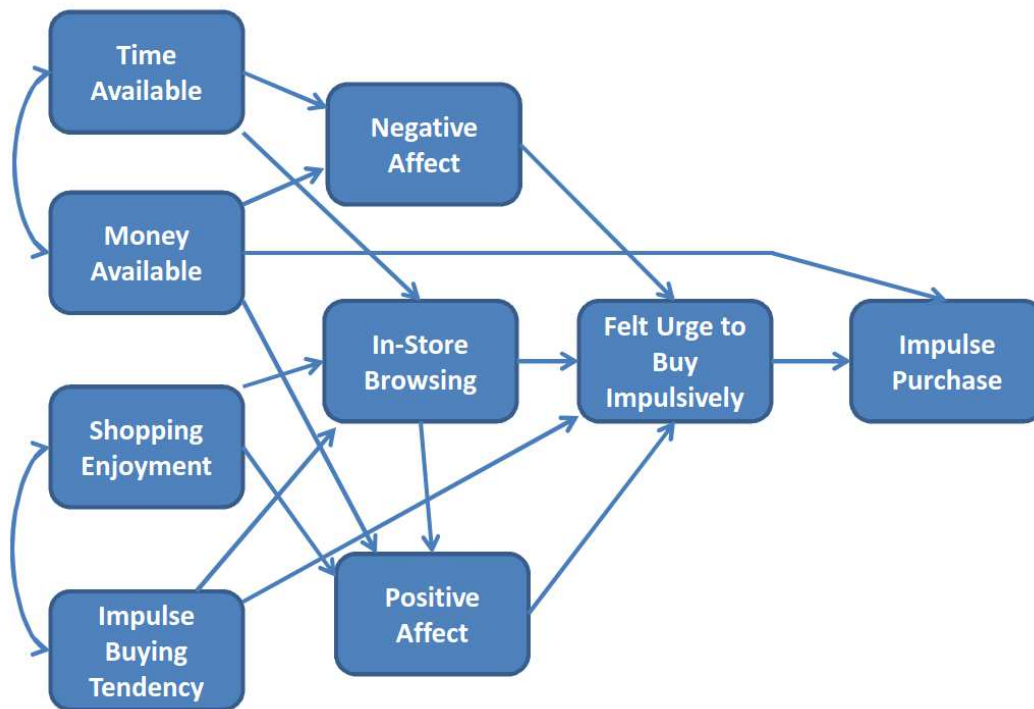 Time
Available
Negative
Affect
Money
Available
In-Store
Browsing
Felt Urge to
Buy
Impulsively
Impulse
Purchase
Shopping
Enjoyment
Impulse
Buying
Tendency
Positive
Affect